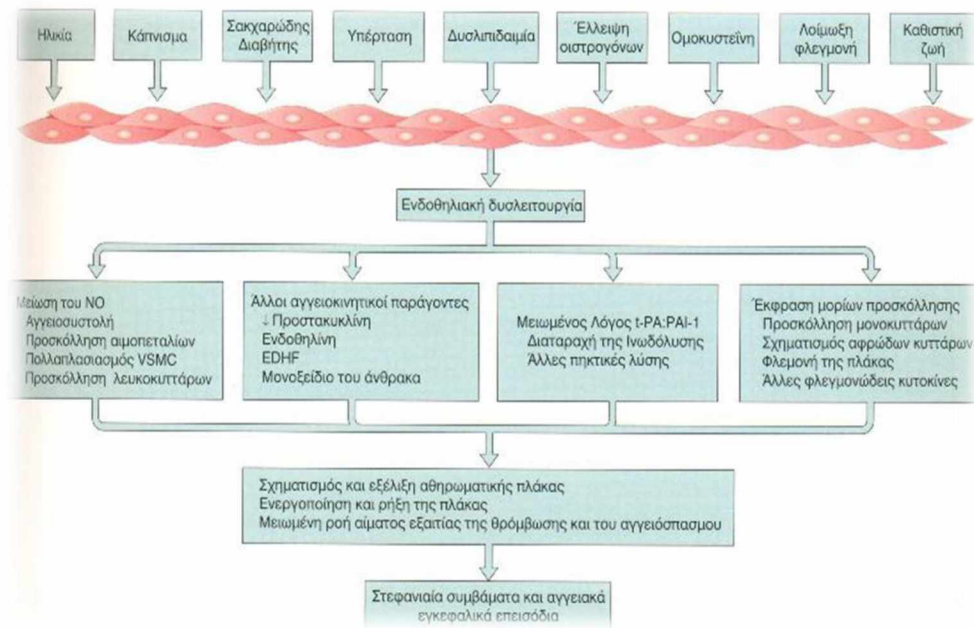 Ηλικία
Κάπνισμα
Σακχαρώδης
Διαβήτης
Υπέρταση
Δυσλιπιδαιμία
Έλλειψη
οιστρογόνων
Ομοκυστεΐνη
Λοίμωξη
φλεγμονή
Καθιστική
ζωή
Ενδοθηλιακή δυσλειτουργία
Μείωση του ΝΟ
Αγγειοσυστολή
Προσκόλληση αιμοπεταλίων
Πολλαπλασιασμός VSMC
Προσκόλληση λευκοκυττάρων
Άλλοι αγγειοκινητικοί παράγοντες
↓ Προστακυκλίνη
Ενδοθηλίνη
EDHF
Μονοξείδιο του άνθρακα
Μειωμένος Λόγος t-PA:PAI-1
Διαταραχή της Ινωδόλυσης
Άλλες πηκτικές λύσης
Έκφραση μορίων προσκόλλησης
Προσκόλληση μονοκυττάρων
Σχηματισμός αφρώδων κυττάρων
Φλεμονή της πλάκας
Άλλες φλεγμονώδεις κυτοκίνες
Σχηματισμός και εξέλιξη αθηρωματικής πλάκας
Ενεργοποίηση και ρήξη της πλάκας
Μειωμένη ροή αίματος εξαιτίας της θρόμβωσης και του αγγειόσπασμου
Στεφανιαία συμβάματα και αγγειακά
εγκεφαλικά επεισόδια